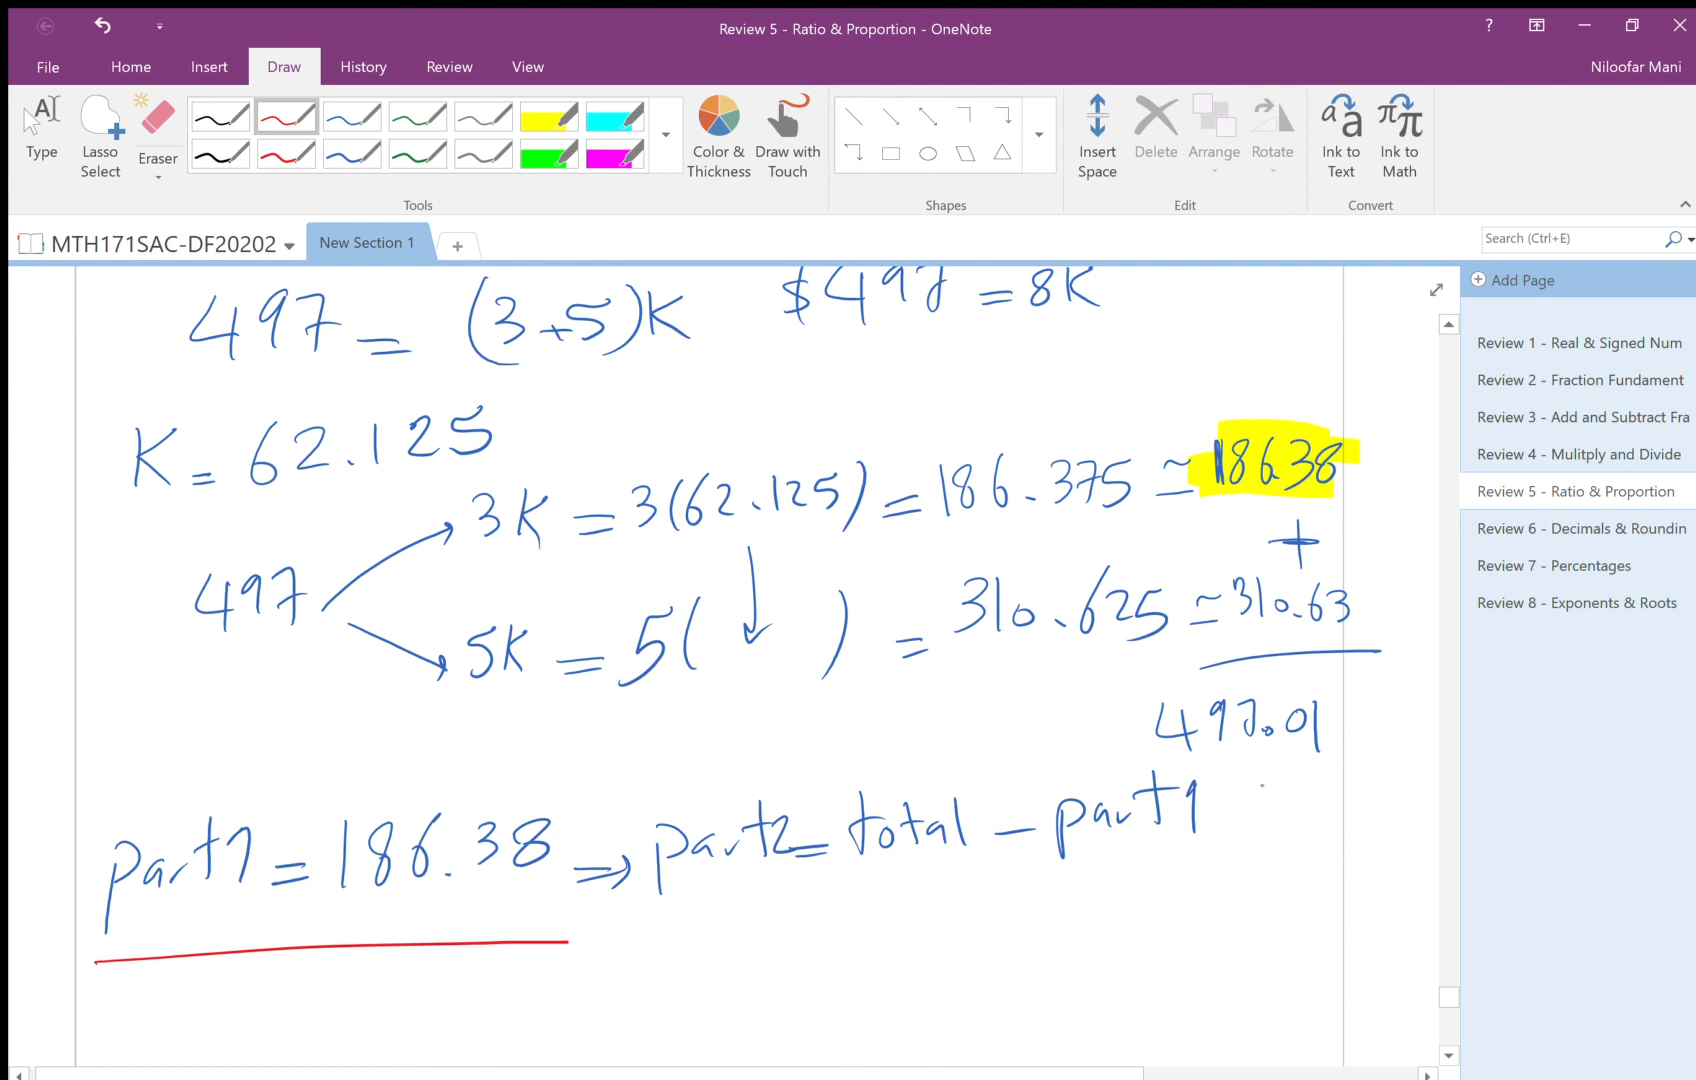 Review 5 - Ratio & Proportion - OneNote
?
File Home Insert Draw History Review View
Niloofar Mani
Type
Lasso Select
Eraser
Color & Thickness
Draw with Touch
Insert Space
Delete
Arrange
Rotate
Ink to Text
Ink to Math
Tools
Shapes
Edit
Convert
MTH171SAC-DF20202
New Section 1
+
Search (Ctrl+E)
Add Page
Review 1 - Real & Signed Num
Review 2 - Fraction Fundament
Review 3 - Add and Subtract Fra
Review 4 - Mulitply and Divide
Review 5 - Ratio & Proportion
Review 6 - Decimals & Roundin
Review 7 - Percentages
Review 8 - Exponents & Roots
497 = (3+5)K $497 = 8K
K = 62.125
3K = 3(62.125) = 186.375 ≃ 186.38
+
497
5K = 5( ↓ ) = 310.625 ≃ 310.63
497.01
part1 = 186.38 ⇒ part2 = total - part1